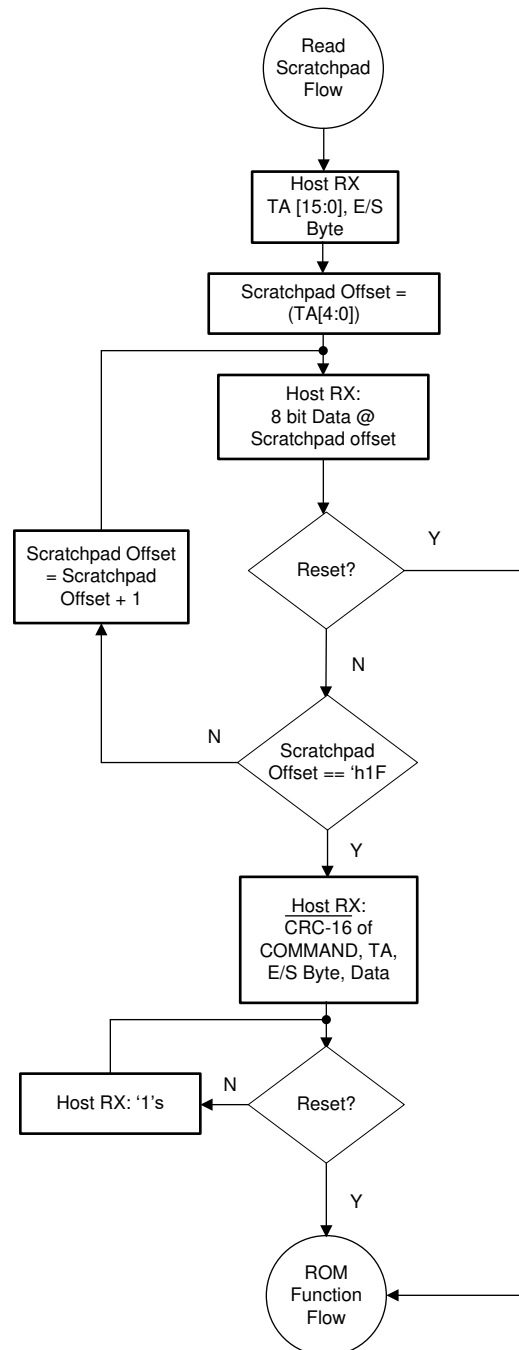 Read
Scratchpad
Flow
Host RX
TA [15:0], E/S
Byte
Scratchpad Offset =
(TA[4:0])
Host RX:
8 bit Data @
Scratchpad offset
Scratchpad Offset
= Scratchpad
Offset + 1
Reset?
Y
N
Scratchpad
Offset == ‘h1F
N
Y
Host RX:
CRC-16 of
COMMAND, TA,
E/S Byte, Data
Host RX: ‘1’s
N
Reset?
Y
ROM
Function
Flow